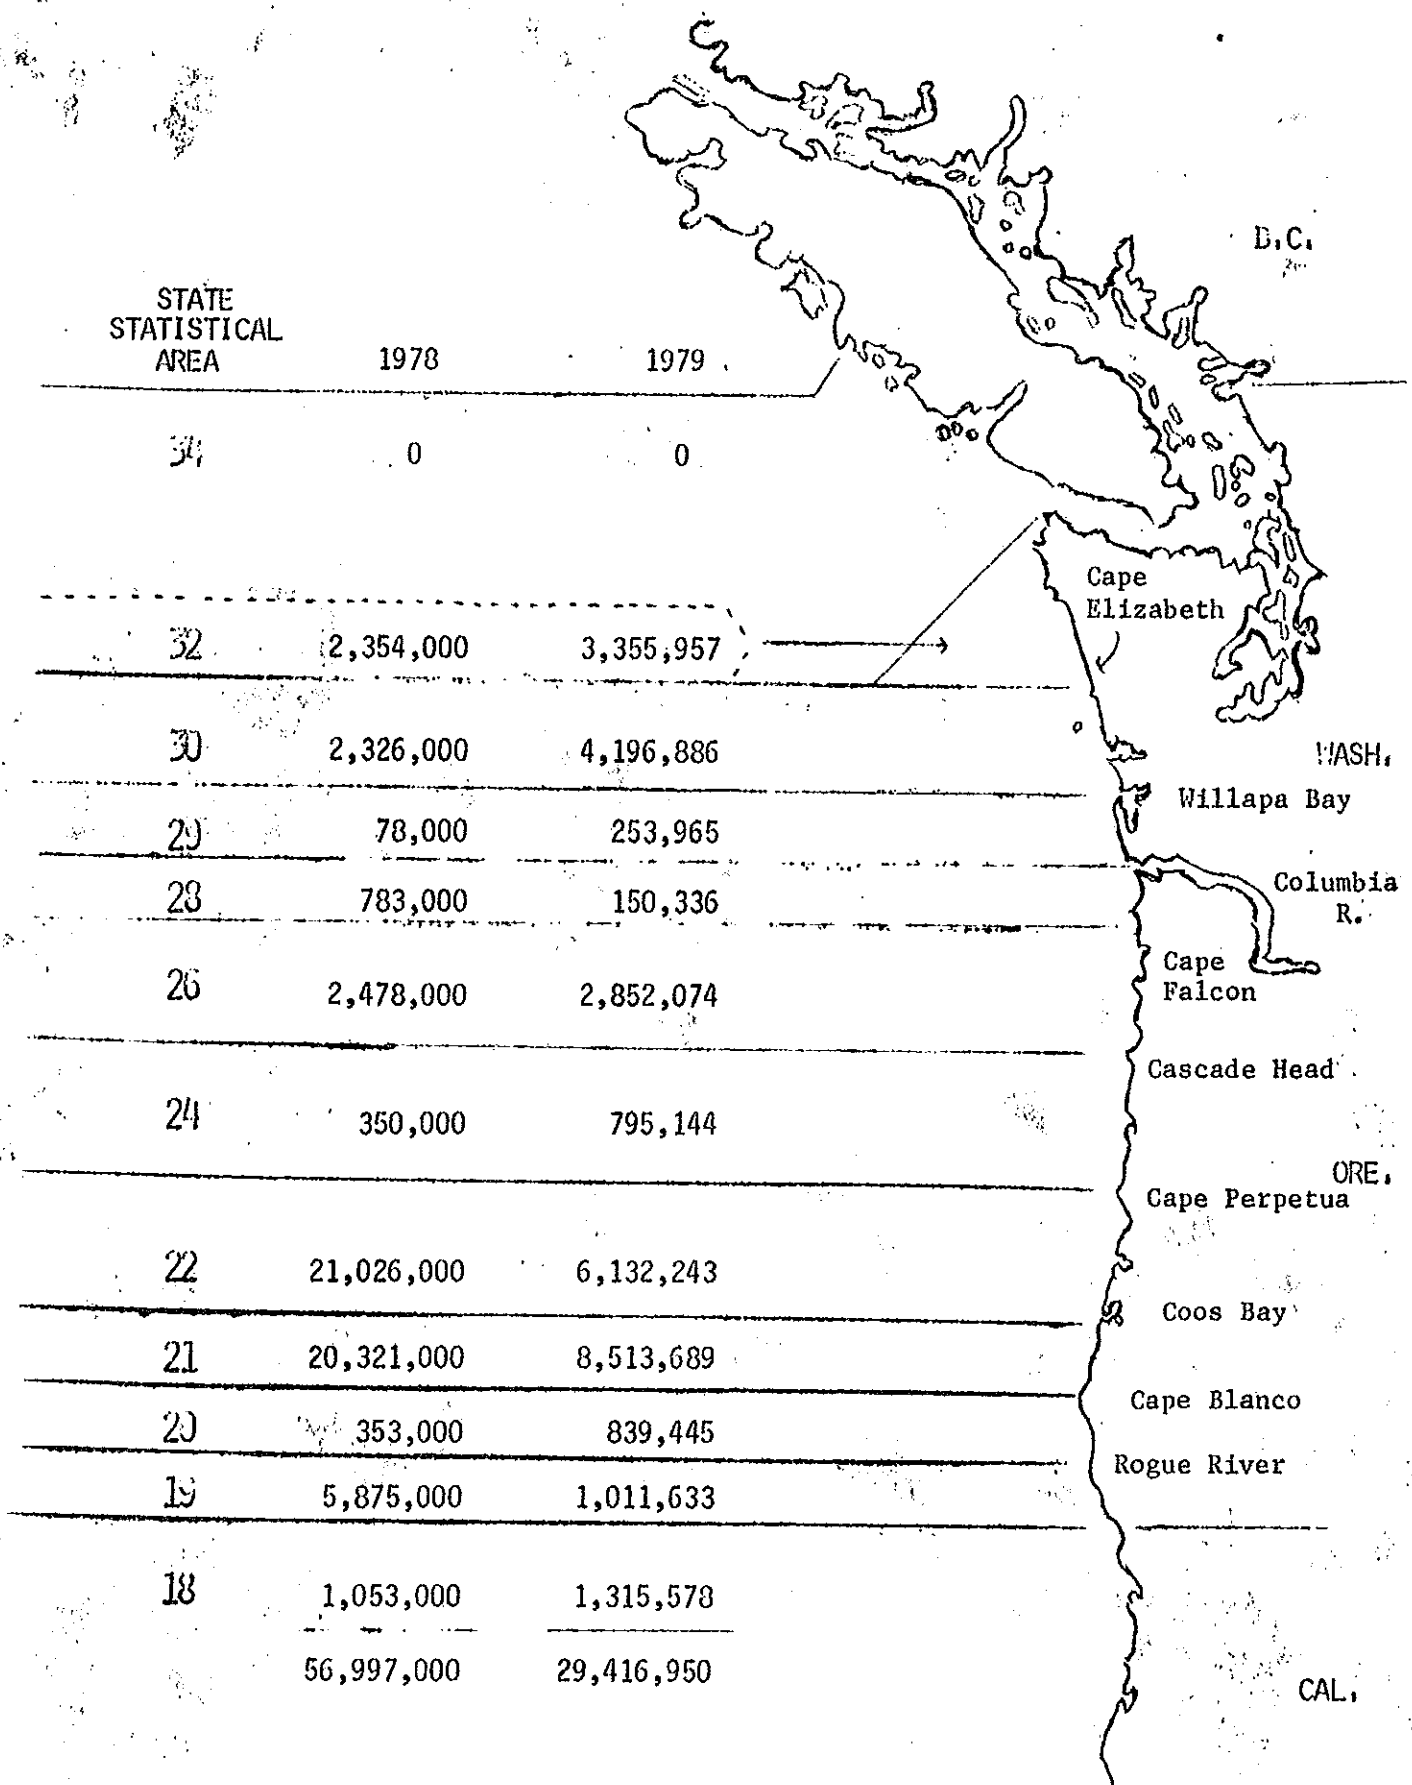 B.C.
STATE
STATISTICAL
AREA 1978 1979
34 0 0
Cape
Elizabeth
32 2,354,000 3,355,957
30 2,326,000 4,196,886
WASH.
Willapa Bay
29 78,000 253,965
28 783,000 150,336
Columbia
R.
26 2,478,000 2,852,074
Cape
Falcon
Cascade Head
24 350,000 795,144
ORE.
Cape Perpetua
22 21,026,000 6,132,243
Coos Bay
21 20,321,000 8,513,689
Cape Blanco
20 353,000 839,445
Rogue River
19 5,875,000 1,011,633
18 1,053,000 1,315,578
56,997,000 29,416,950
CAL.